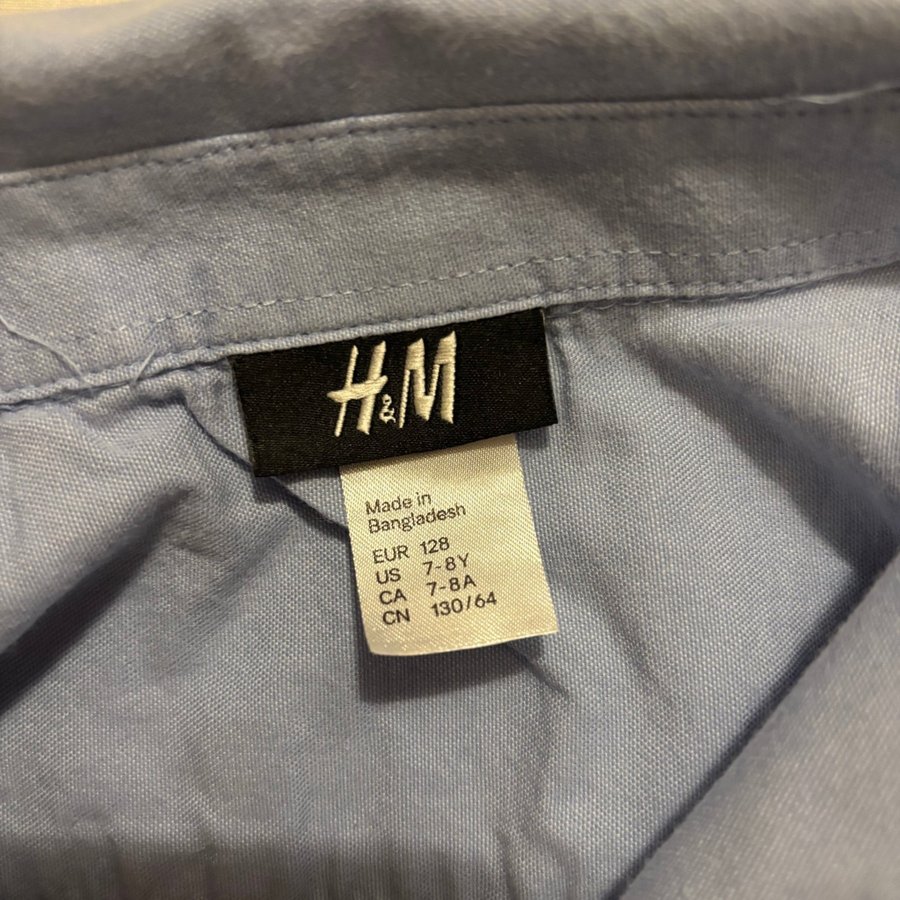 H&M
Made in
Bangladesh
EUR 128
US 7-8Y
CA 7-8A
CN 130/64